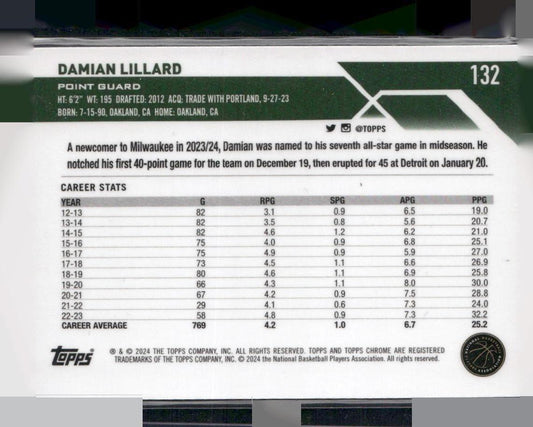 DAMIAN LILLARD
132
POINT GUARD
HT: 6'2" WT: 195 DRAFTED: 2012 ACQ: TRADE WITH PORTLAND, 9-27-23
BORN: 7-15-90, OAKLAND, CA HOME: OAKLAND, CA
@TOPPS
A newcomer to Milwaukee in 2023/24, Damian was named to his seventh all-star game in midseason. He
notched his first 40-point game for the team on December 19, then erupted for 45 at Detroit on January 20.
CAREER STATS
YEAR G RPG SPG APG PPG
12-13 82 3.1 0.9 6.5 19.0
13-14 82 3.5 0.8 5.6 20.7
14-15 82 4.6 1.2 6.2 21.0
15-16 75 4.0 0.9 6.8 25.1
16-17 75 4.9 0.9 5.9 27.0
17-18 73 4.5 1.1 6.6 26.9
18-19 80 4.6 1.1 6.9 25.8
19-20 66 4.3 1.1 8.0 30.0
20-21 67 4.2 0.9 7.5 28.8
21-22 29 4.1 0.6 7.3 24.0
22-23 58 4.8 0.9 7.3 32.2
CAREER AVERAGE 769 4.2 1.0 6.7 25.2
Topps
® & © 2024 THE TOPPS COMPANY, INC. ALL RIGHTS RESERVED. TOPPS AND TOPPS CHROME ARE REGISTERED
TRADEMARKS OF THE TOPPS COMPANY, INC. © 2024 the National Basketball Players Association. All rights reserved.